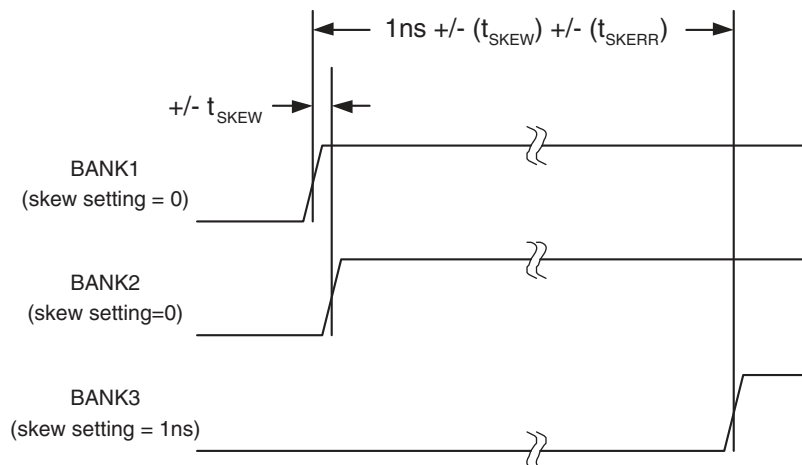 1ns +/- (tSKEW) +/- (tSKERR)
+/- tSKEW
BANK1
(skew setting = 0)
BANK2
(skew setting=0)
BANK3
(skew setting = 1ns)